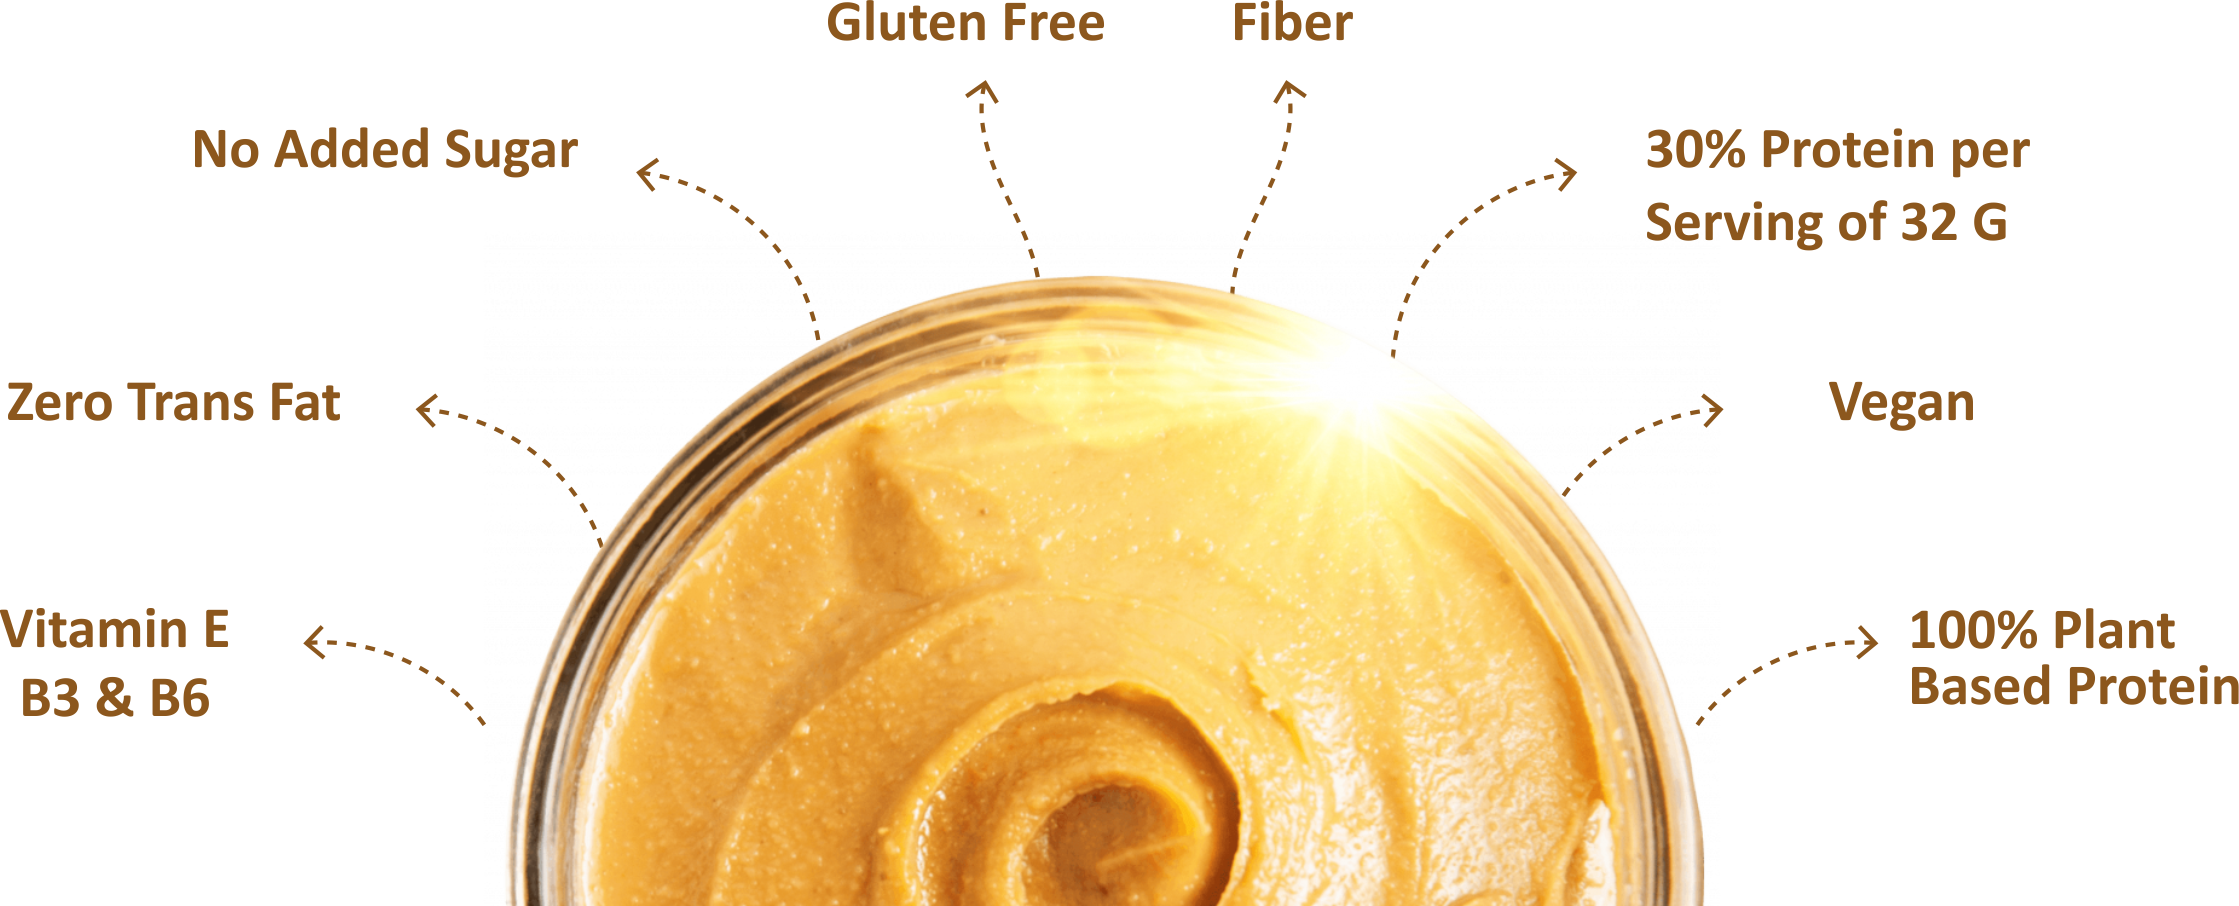 Gluten Free
Fiber
No Added Sugar
30% Protein per
Serving of 32 G
Zero Trans Fat
Vegan
Vitamin E
B3 & B6
100% Plant
Based Protein